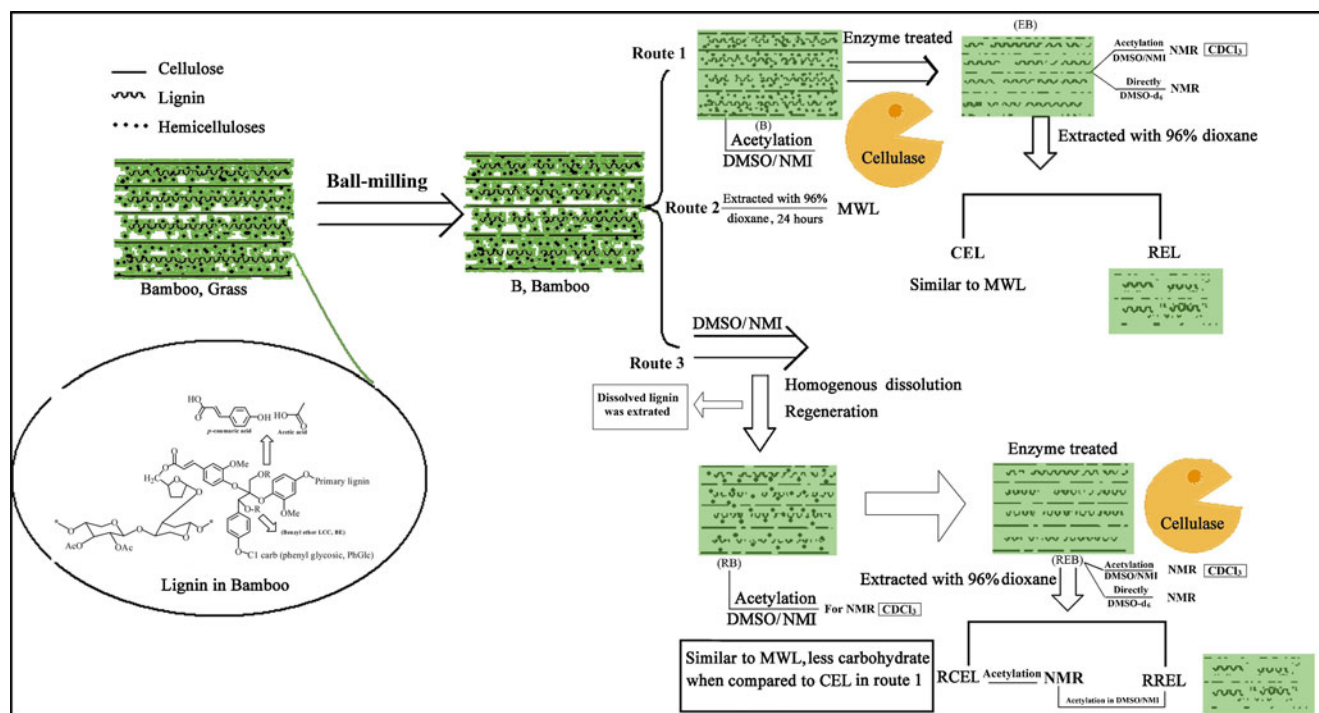 Cellulose
Lignin
Hemicelluloses
Bamboo, Grass
Ball-milling
B, Bamboo
HO
O
OH
p-coumaric acid
HO
O
Acetic acid
O
O
H₂C
OMe
O
OR
O
Primary lignin
OMe
O-R
(Benzyl ether LCC, BE)
O
O
O
O
AcO
OAc
O
C1 carb (phenyl glycosic, PhGlc)
Lignin in Bamboo
Route 1
(B)
Acetylation
DMSO/NMI
Enzyme treated
Cellulase
(EB)
Acetylation
DMSO/NMI
NMR CDCl₃
Directly
DMSO-d₆
NMR
Extracted with 96% dioxane
CEL
REL
Similar to MWL
Route 2
Extracted with 96%
dioxane, 24 hours
MWL
DMSO/NMI
Route 3
Dissolved lignin
was extrated
Homogenous dissolution
Regeneration
(RB)
Acetylation
DMSO/NMI
For NMR CDCl₃
Enzyme treated
Cellulase
(REB)
Acetylation
DMSO/NMI
NMR CDCl₃
Directly
DMSO-d₆
NMR
Extracted with 96% dioxane
Similar to MWL, less carbohydrate
when compared to CEL in route 1
RCEL
Acetylation
NMR
RREL
Acetylation in DMSO/NMI